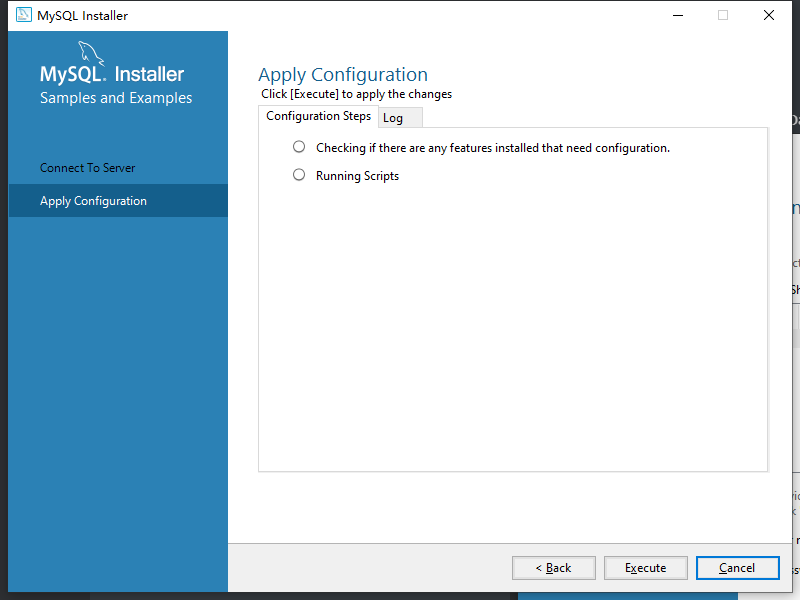 MySQL Installer
MySQL. Installer
Samples and Examples
Connect To Server
Apply Configuration
Apply Configuration
Click [Execute] to apply the changes
Configuration Steps
Log
Checking if there are any features installed that need configuration.
Running Scripts
< Back
Execute
Cancel